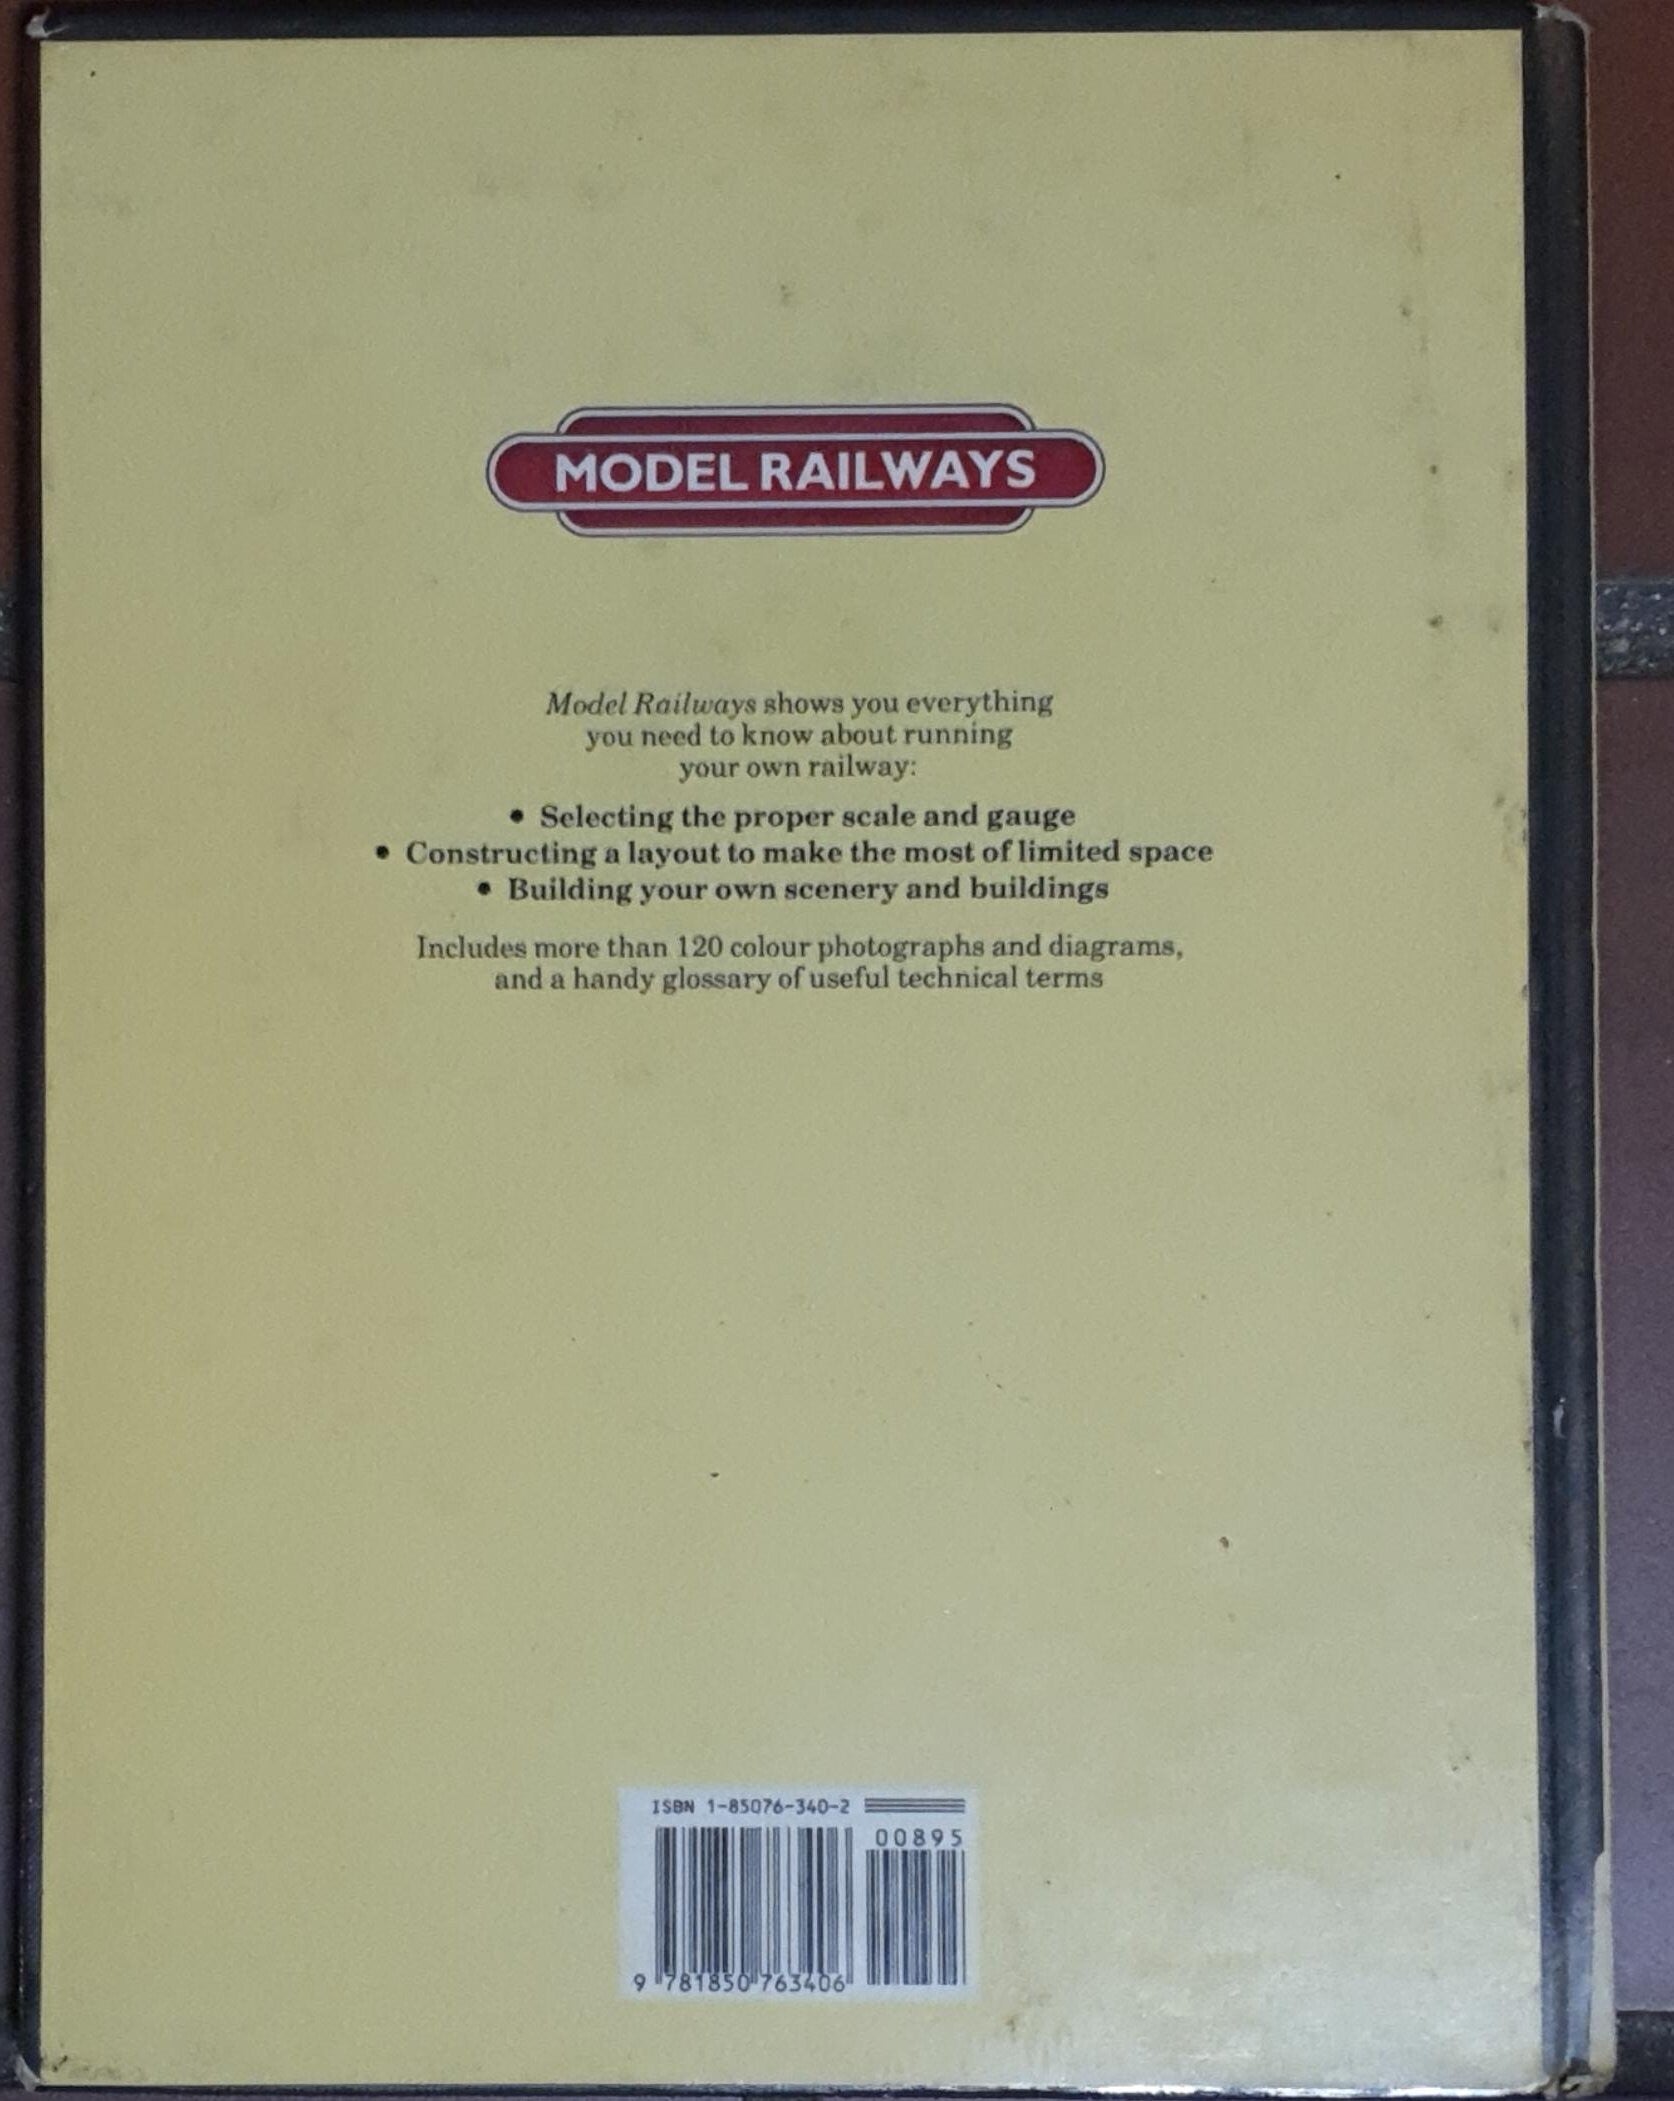 MODEL RAILWAYS
Model Railways shows you everything
you need to know about running
your own railway:
• Selecting the proper scale and gauge
• Constructing a layout to make the most of limited space
• Building your own scenery and buildings
Includes more than 120 colour photographs and diagrams,
and a handy glossary of useful technical terms
ISBN 1-85076-340-2
00895
9 781850 763406